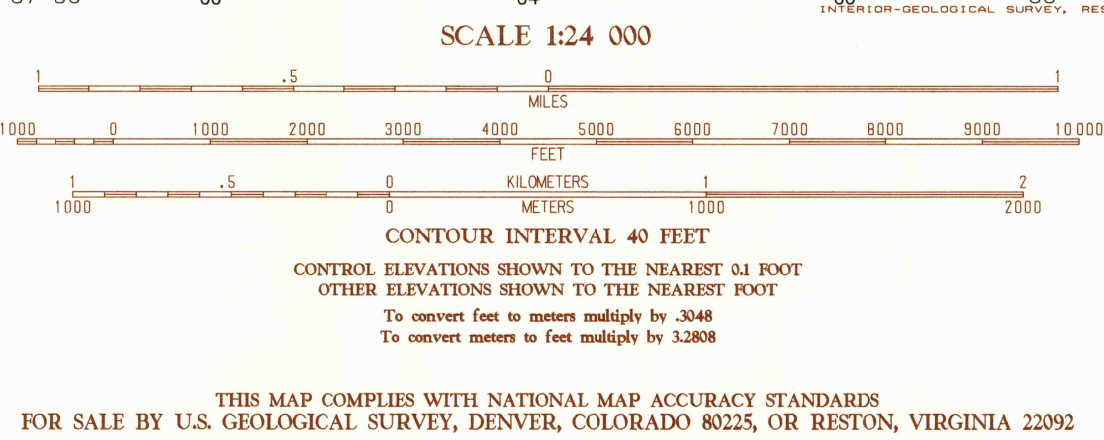 INTERIOR-GEOLOGICAL SURVEY, RES
SCALE 1:24 000
1 .5 0 1
MILES
1000 0 1000 2000 3000 4000 5000 6000 7000 8000 9000 10 000
FEET
1 .5 0 KILOMETERS 1 2
1000 0 METERS 1000 2000
CONTOUR INTERVAL 40 FEET
CONTROL ELEVATIONS SHOWN TO THE NEAREST 0.1 FOOT
OTHER ELEVATIONS SHOWN TO THE NEAREST FOOT
To convert feet to meters multiply by .3048
To convert meters to feet multiply by 3.2808
THIS MAP COMPLIES WITH NATIONAL MAP ACCURACY STANDARDS
FOR SALE BY U.S. GEOLOGICAL SURVEY, DENVER, COLORADO 80225, OR RESTON, VIRGINIA 22092